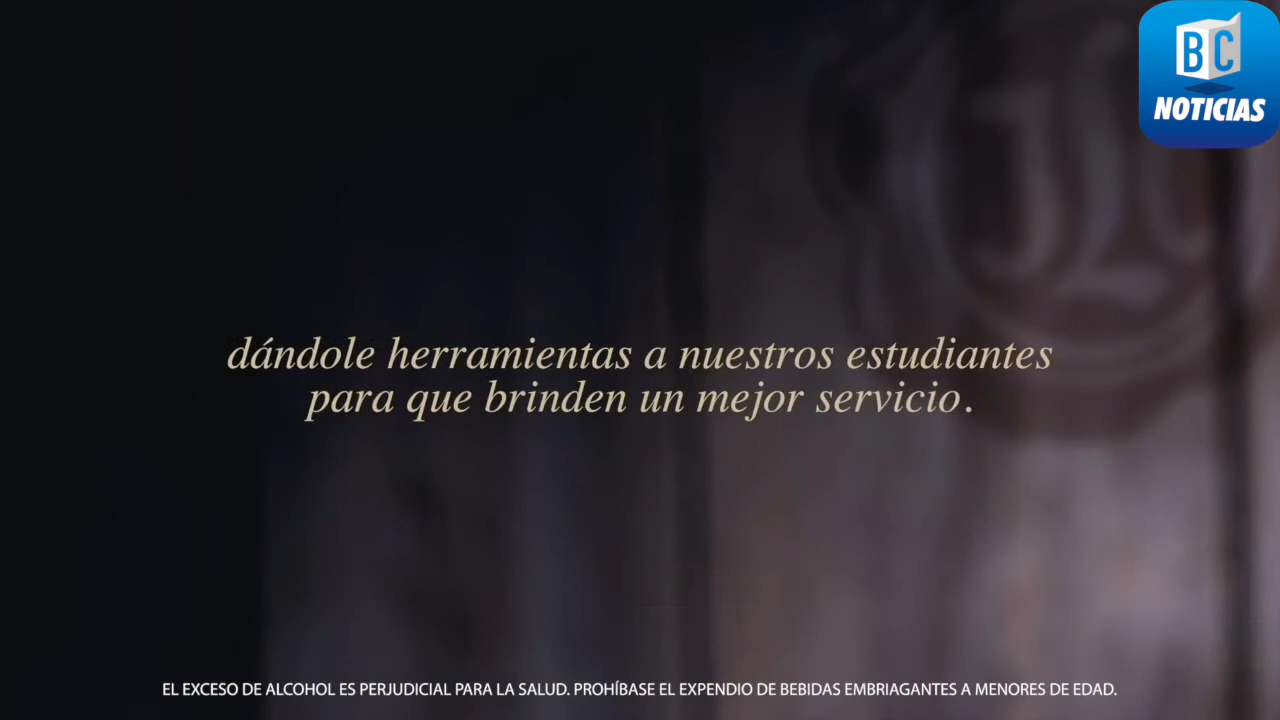 BC
NOTICIAS
dándole herramientas a nuestros estudiantes
para que brinden un mejor servicio.
EL EXCESO DE ALCOHOL ES PERJUDICIAL PARA LA SALUD. PROHÍBASE EL EXPENDIO DE BEBIDAS EMBRIAGANTES A MENORES DE EDAD.